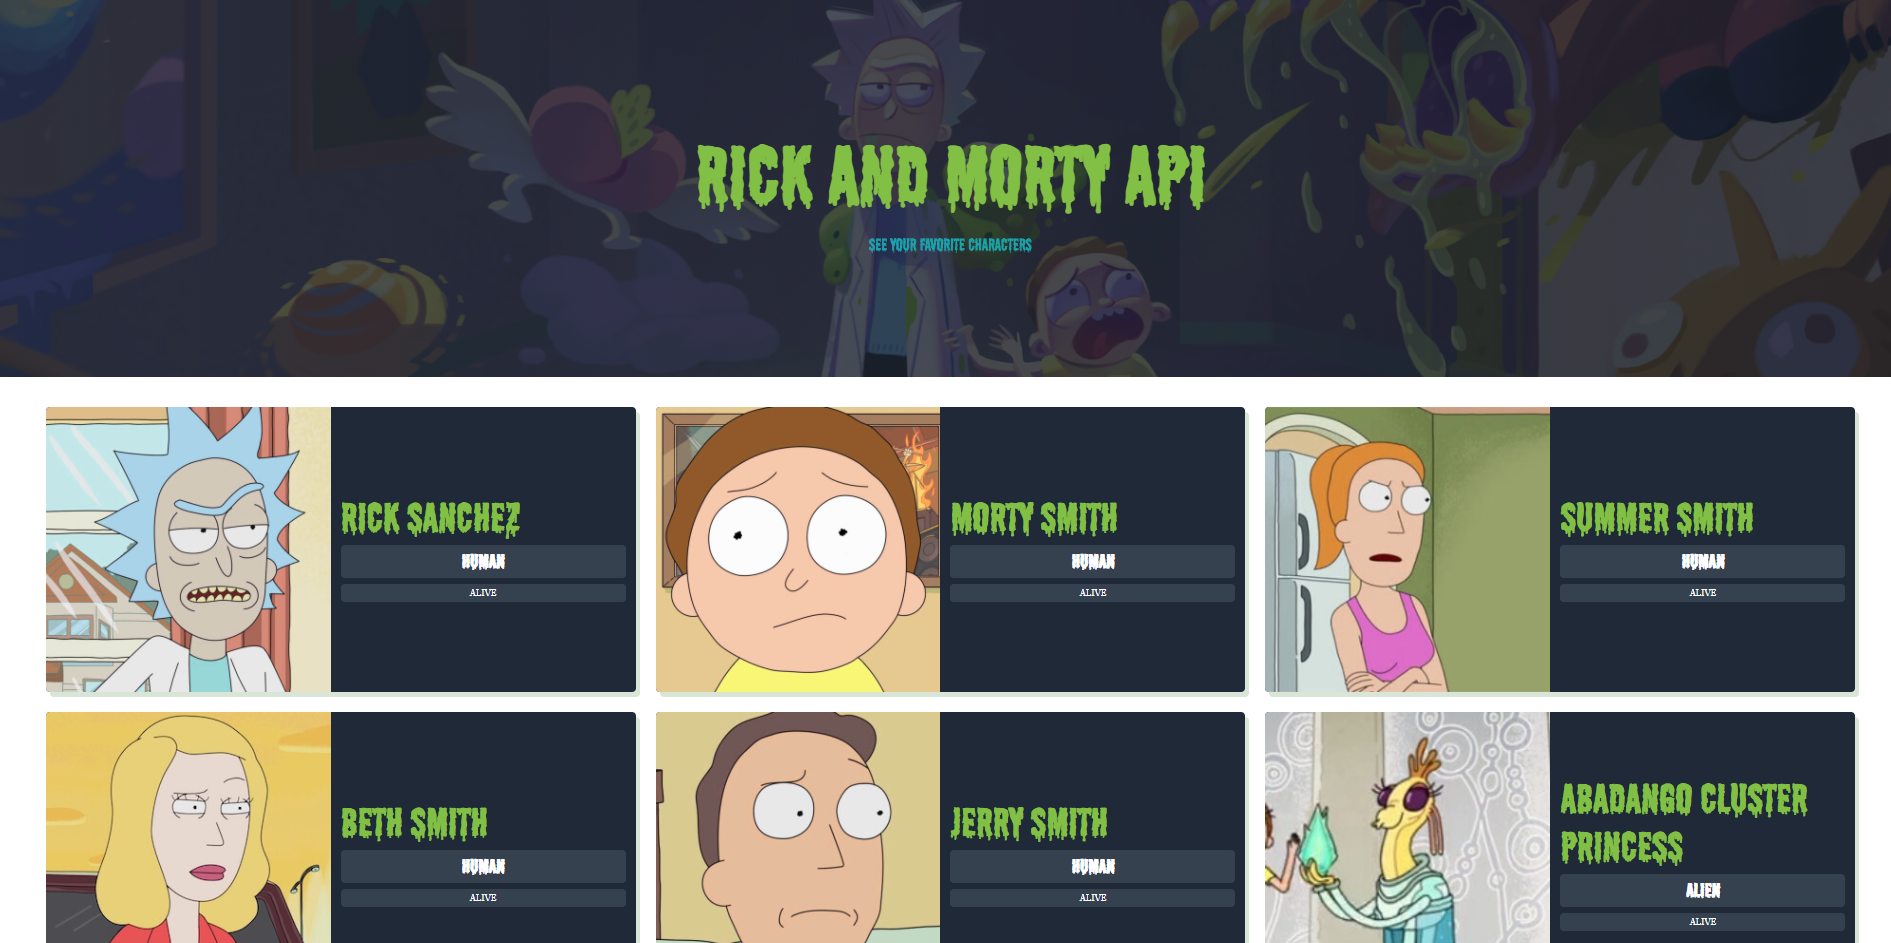 RICK AND MORTY API
SEE YOUR FAVORITE CHARACTERS
RICK SANCHEZ
HUMAN
ALIVE
MORTY SMITH
HUMAN
ALIVE
SUMMER SMITH
HUMAN
ALIVE
BETH SMITH
HUMAN
ALIVE
JERRY SMITH
HUMAN
ALIVE
ABADANGO CLUSTER
PRINCESS
ALIEN
ALIVE